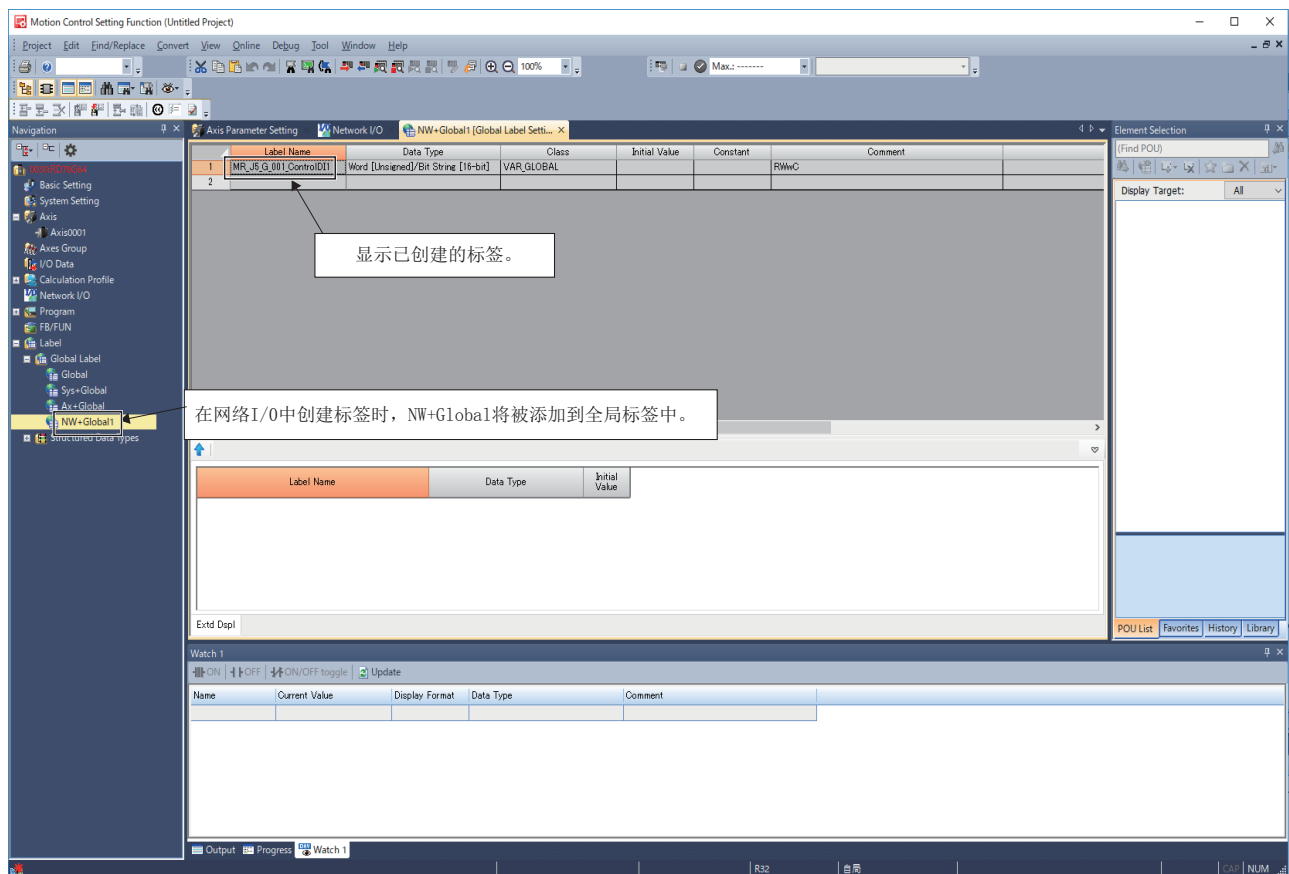 Motion Control Setting Function (Untitled Project)
Project Edit Find/Replace Convert View Online Debug Tool Window Help
100%
Max.: -------
Navigation
Axis Parameter Setting
Network I/O
NW+Global1 [Global Label Setti...
Element Selection
(Find POU)
Display Target: All
Basic Setting
System Setting
Axis
Axis0001
Axes Group
I/O Data
Calculation Profile
Network I/O
Program
FB/FUN
Label
Global Label
Global
Sys+Global
Ax+Global
NW+Global1
Structured Data Types
Label Name Data Type Class Initial Value Constant Comment
1 MR_J5_G_001_ControlDI1 Word [Unsigned]/Bit String [16-bit] VAR_GLOBAL RWwC
2
显示已创建的标签。
在网络I/O中创建标签时，NW+Global将被添加到全局标签中。
Label Name Data Type Initial Value
Extd Dspl
POU List Favorites History Library
Watch 1
ON OFF ON/OFF toggle Update
Name Current Value Display Format Data Type Comment
Output Progress Watch 1
R32 自局 CAP NUM